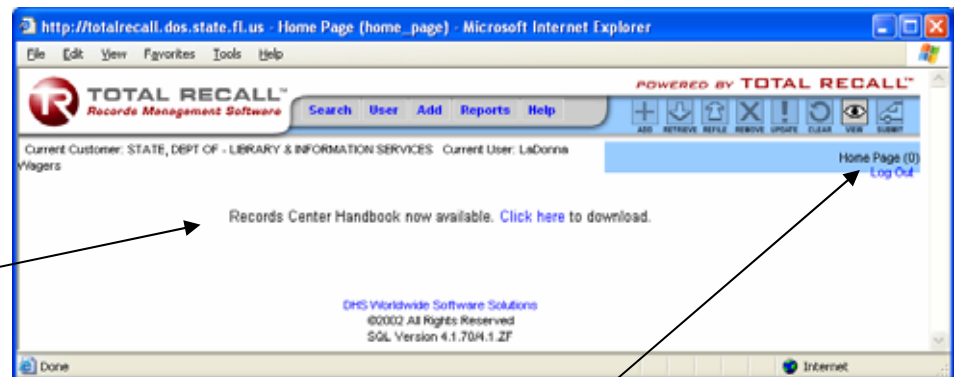 http://totalrecall.dos.state.fl.us - Home Page (home_page) - Microsoft Internet Explorer
File Edit View Favorites Tools Help
TOTAL RECALL™
Records Management Software
Search User Add Reports Help
POWERED BY TOTAL RECALL™
ADD RETRIEVE REFILE REMOVE UPDATE CLEAR VIEW SUBMIT
Current Customer: STATE, DEPT OF - LIBRARY & INFORMATION SERVICES Current User: LaDonna
Wagers
Home Page (0)
Log Out
Records Center Handbook now available. Click here to download.
DHS Worldwide Software Solutions
©2002 All Rights Reserved
SQL Version 4.1.70/4.1.ZF
Done
Internet